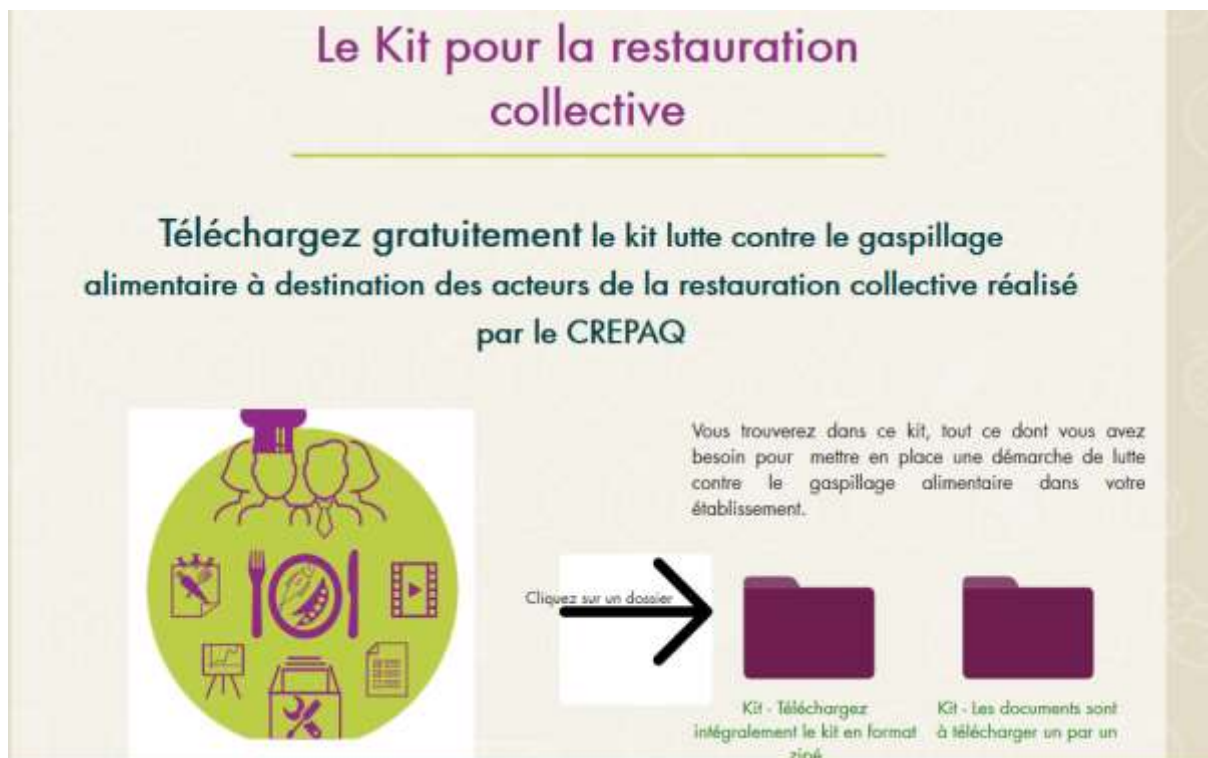 Le Kit pour la restauration
collective
Téléchargez gratuitement le kit lutte contre le gaspillage
alimentaire à destination des acteurs de la restauration collective réalisé
par le CREPAQ
Vous trouverez dans ce kit, tout ce dont vous avez
besoin pour mettre en place une démarche de lutte
contre le gaspillage alimentaire dans votre
établissement.
Cliquez sur un dossier
Kit - Téléchargez
intégralement le kit en format
zipé
Kit - Les documents sont
à télécharger un par un